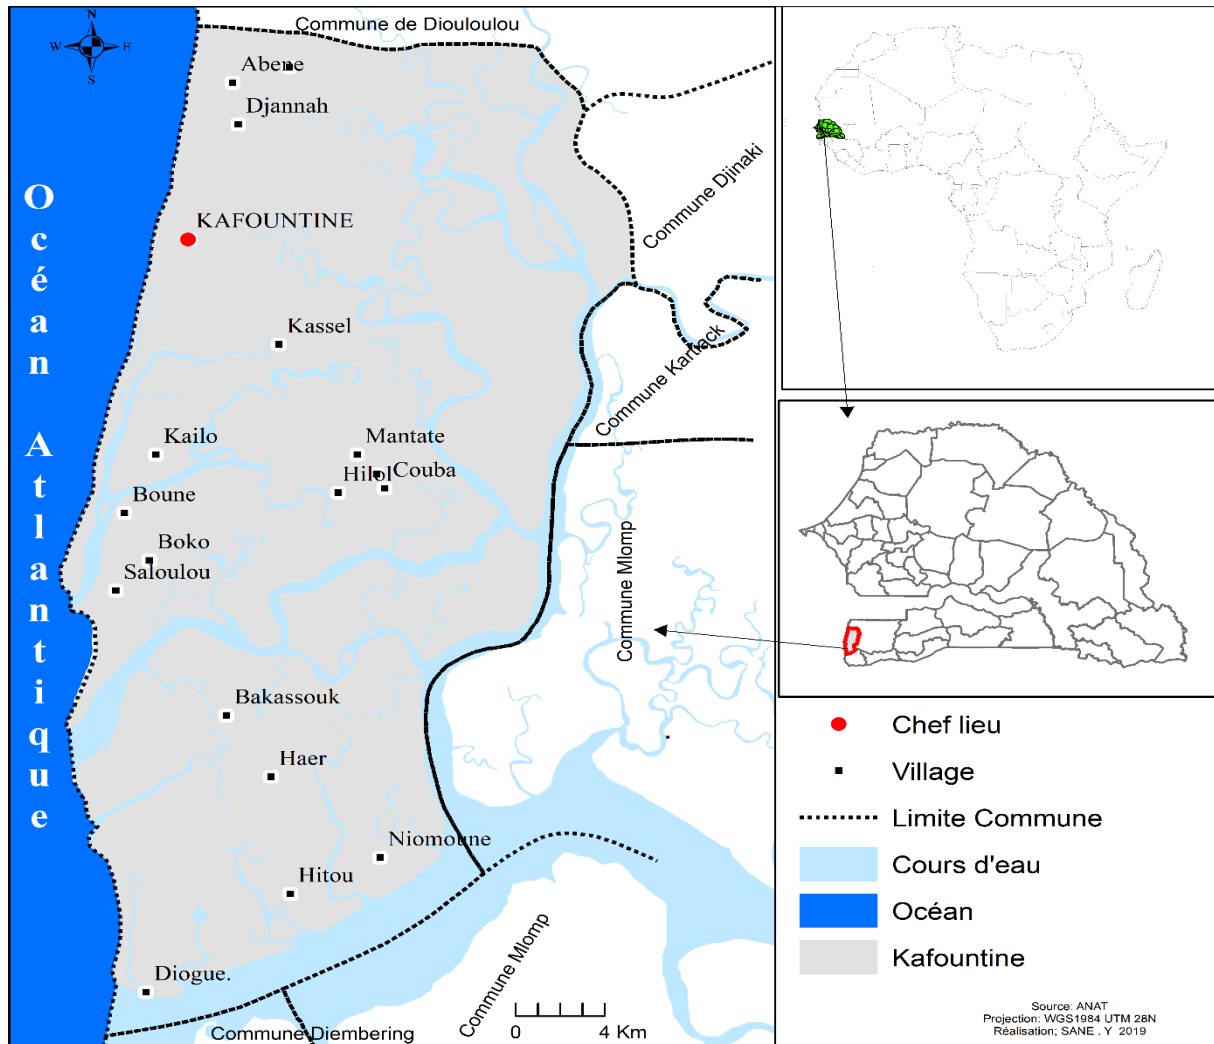 N
W E
S
Commune de Diouloulou
Abene
Djannah
KAFOUNTINE
Kassel
Kailo
Mantate
Hilol
Couba
Boune
Boko
Saloulou
Bakassouk
Haer
Niomoune
Hitou
Diogue.
Océan Atlantique
Commune Djinaki
Commune Kartiack
Commune Mlomp
Commune Mlomp
Commune Diembering
0 4 Km
Chef lieu
Village
Limite Commune
Cours d'eau
Océan
Kafountine
Source: ANAT
Projection: WGS1984 UTM 28N
Réalisation; SANE . Y 2019